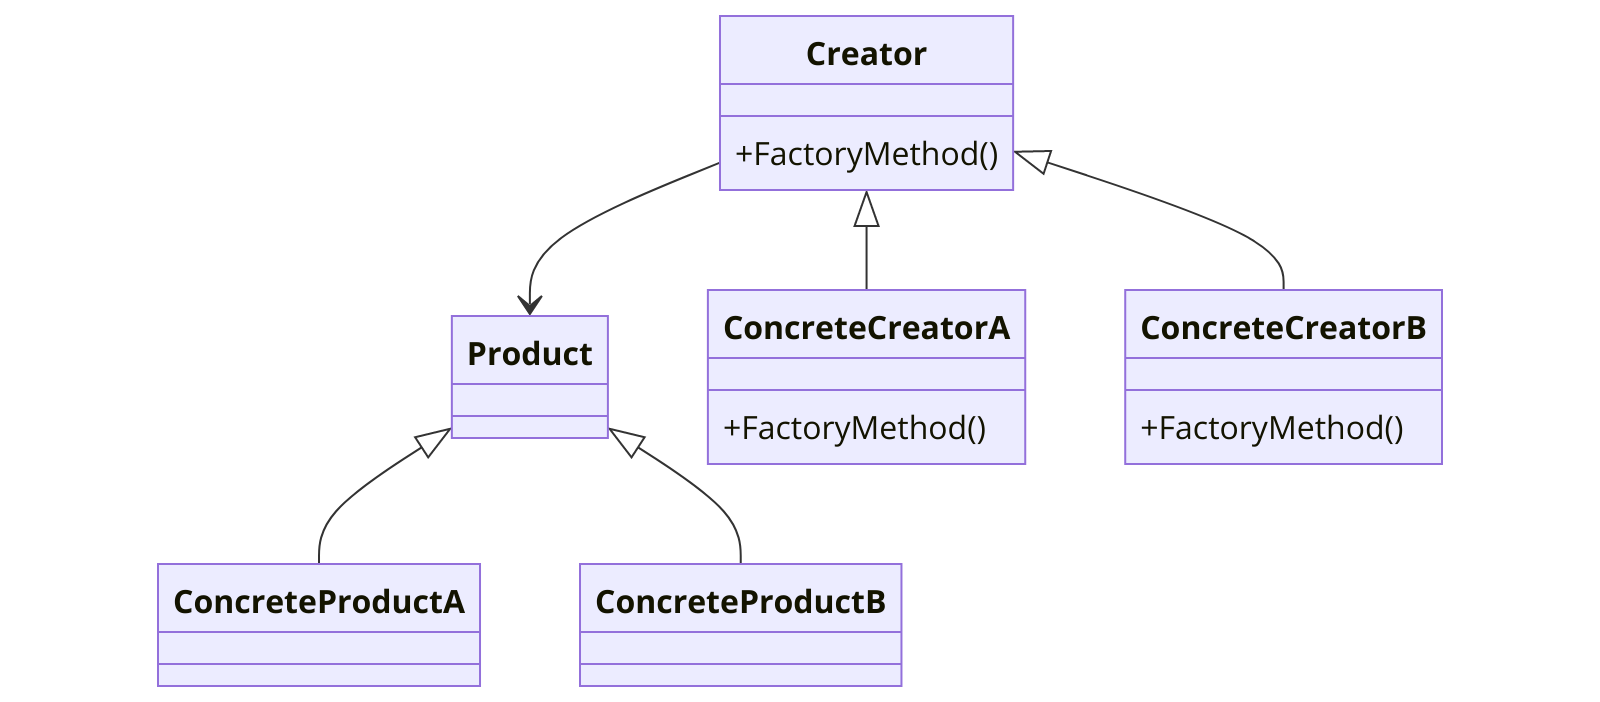 Creator
+FactoryMethod()
Product
ConcreteCreatorA
+FactoryMethod()
ConcreteCreatorB
+FactoryMethod()
ConcreteProductA
ConcreteProductB